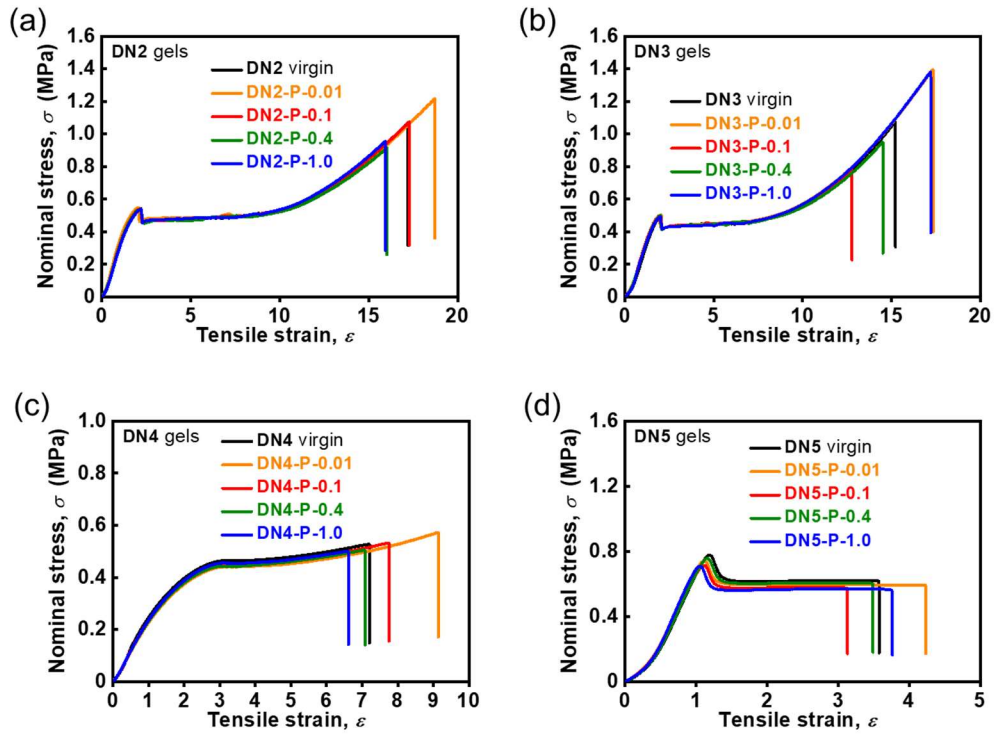 (a)
DN2 gels
DN2 virgin
DN2-P-0.01
DN2-P-0.1
DN2-P-0.4
DN2-P-1.0
Nominal stress, σ (MPa)
1.6
1.4
1.2
1.0
0.8
0.6
0.4
0.2
0
0 5 10 15 20
Tensile strain, ε
(b)
DN3 gels
DN3 virgin
DN3-P-0.01
DN3-P-0.1
DN3-P-0.4
DN3-P-1.0
Nominal stress, σ (MPa)
1.6
1.4
1.2
1.0
0.8
0.6
0.4
0.2
0
0 5 10 15 20
Tensile strain, ε
(c)
DN4 gels
DN4 virgin
DN4-P-0.01
DN4-P-0.1
DN4-P-0.4
DN4-P-1.0
Nominal stress, σ (MPa)
1.0
0.8
0.6
0.4
0.2
0
0 1 2 3 4 5 6 7 8 9 10
Tensile strain, ε
(d)
DN5 gels
DN5 virgin
DN5-P-0.01
DN5-P-0.1
DN5-P-0.4
DN5-P-1.0
Nominal stress, σ (MPa)
1.6
1.2
0.8
0.4
0
0 1 2 3 4 5
Tensile strain, ε